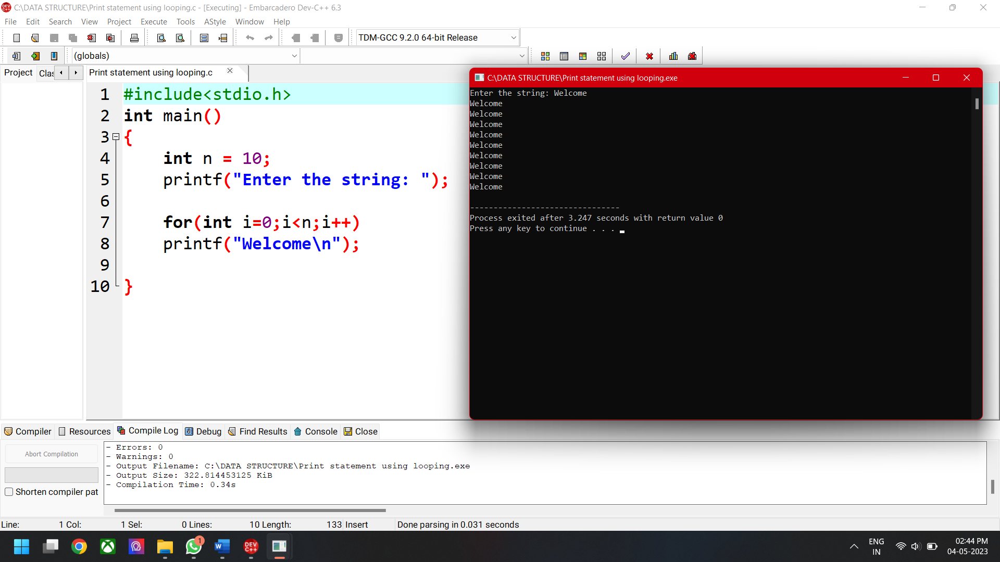 C:\DATA STRUCTURE\Print statement using looping.c - [Executing] - Embarcadero Dev-C++ 6.3
File Edit Search View Project Execute Tools AStyle Window Help
TDM-GCC 9.2.0 64-bit Release
(globals)
Project Clas
Print statement using looping.c
1 #include<stdio.h>
2 int main()
3 {
4 int n = 10;
5 printf("Enter the string: ");
6
7 for(int i=0;i<n;i++)
8 printf("Welcome\n");
9
10 }
C:\DATA STRUCTURE\Print statement using looping.exe
Enter the string: Welcome
Welcome
Welcome
Welcome
Welcome
Welcome
Welcome
Welcome
Welcome
Welcome
--------------------------------
Process exited after 3.247 seconds with return value 0
Press any key to continue . . .
Compiler Resources Compile Log Debug Find Results Console Close
Abort Compilation
Shorten compiler pat
- Errors: 0
- Warnings: 0
- Output Filename: C:\DATA STRUCTURE\Print statement using looping.exe
- Output Size: 322.814453125 KiB
- Compilation Time: 0.34s
Line: 1 Col: 1 Sel: 0 Lines: 10 Length: 133 Insert Done parsing in 0.031 seconds
1
DEV C++
ENG
IN
02:44 PM
04-05-2023